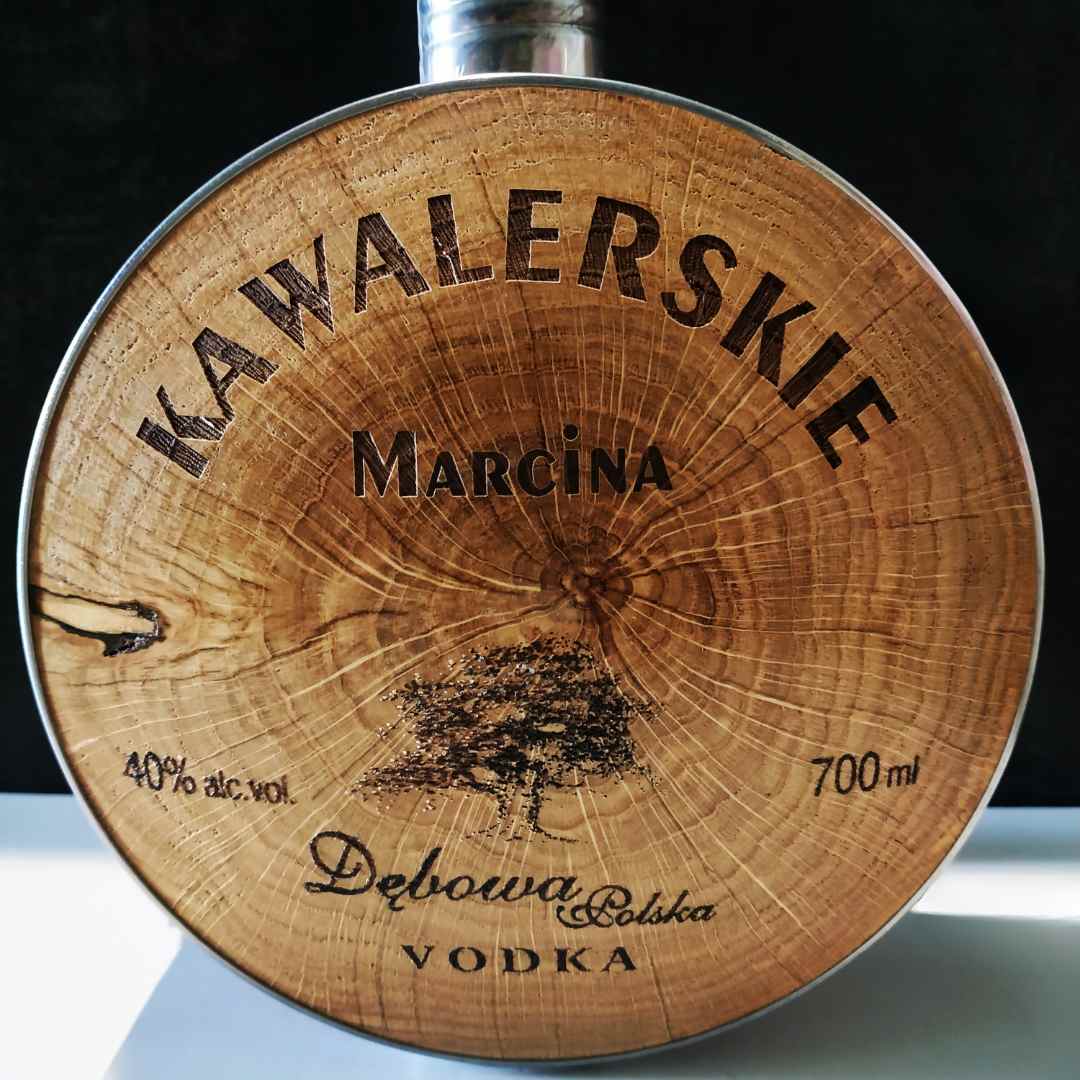 KAWALERSKIE
MARCiNA
40% alc.vol.
700 ml
Dębowa Polska
VODKA